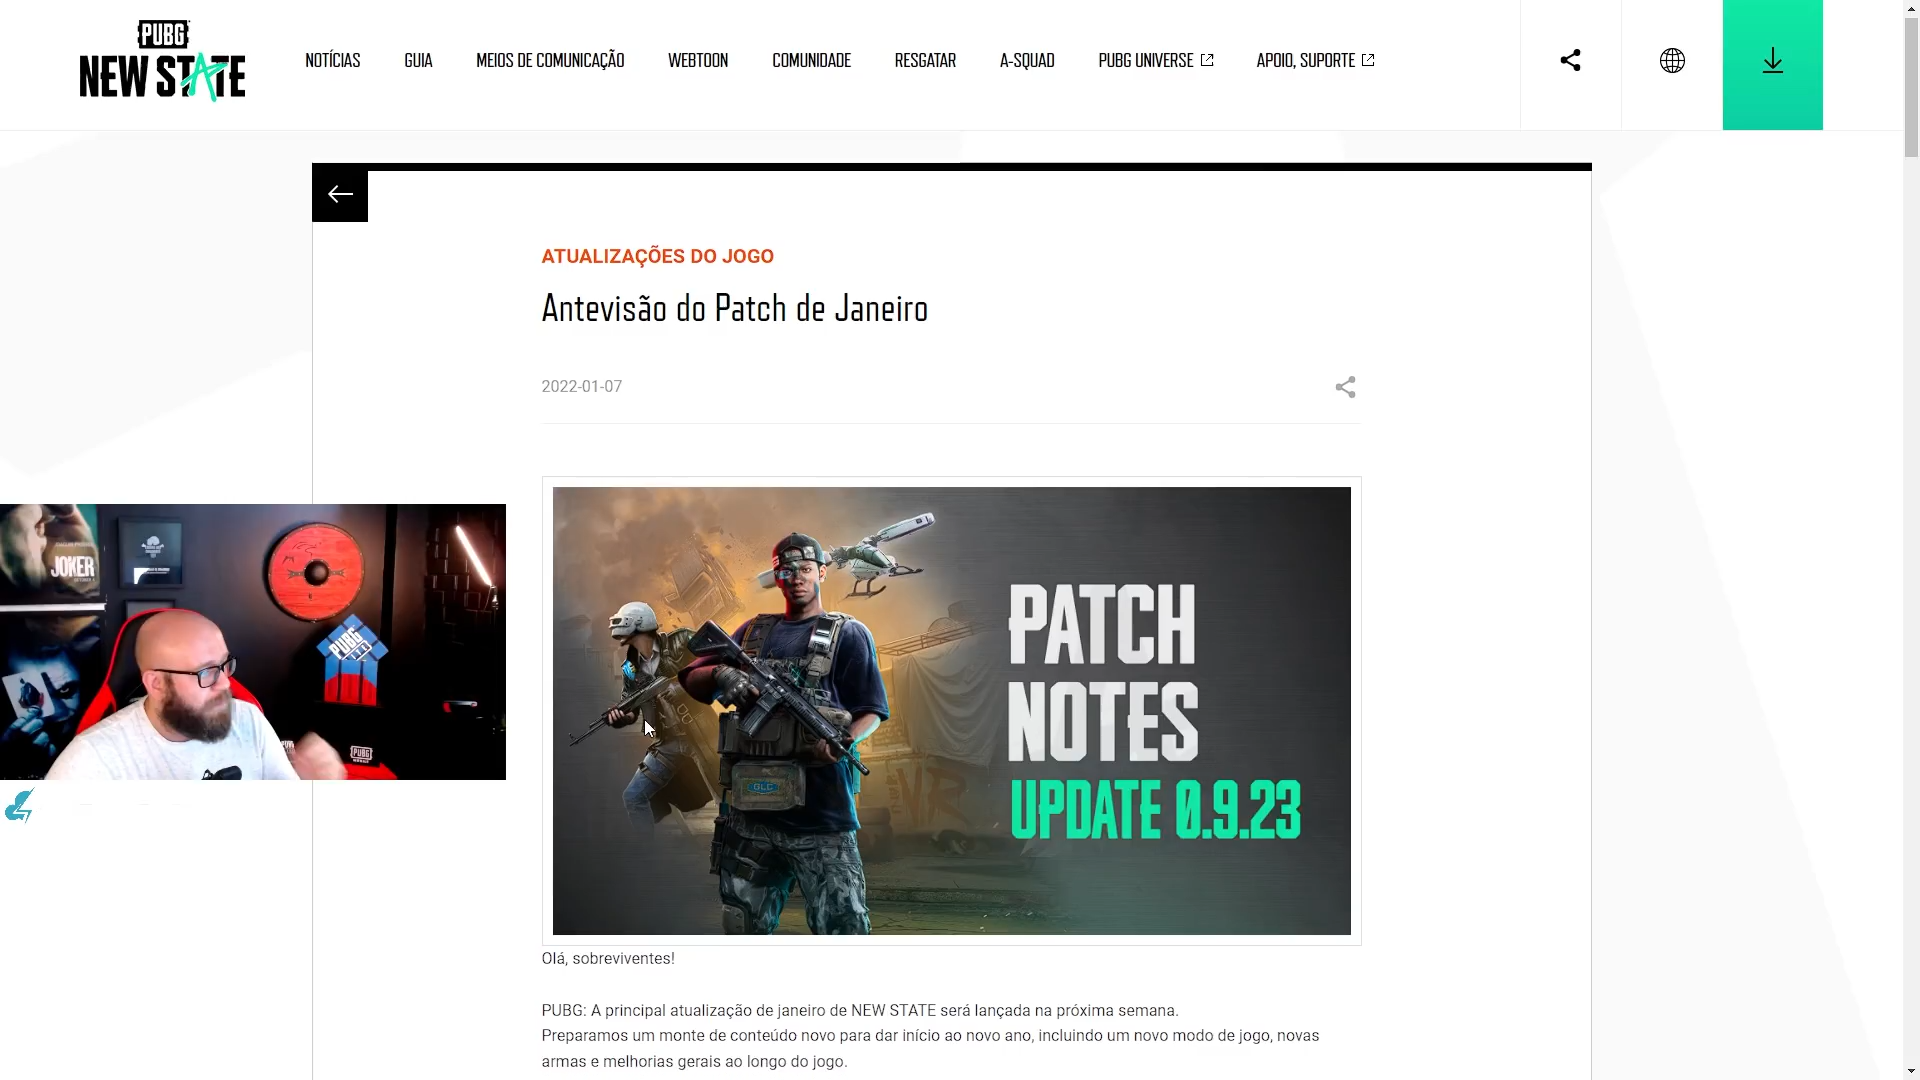 PUBG
NEW STATE
NOTÍCIAS
GUIA
MEIOS DE COMUNICAÇÃO
WEBTOON
COMUNIDADE
RESGATAR
A-SQUAD
PUBG UNIVERSE
APOIO, SUPORTE
ATUALIZAÇÕES DO JOGO
Antevisão do Patch de Janeiro
2022-01-07
PATCH
NOTES
UPDATE 0.9.23
GLC
JOKER
PUBG
PUBG
Olá, sobreviventes!
PUBG: A principal atualização de janeiro de NEW STATE será lançada na próxima semana.
Preparamos um monte de conteúdo novo para dar início ao novo ano, incluindo um novo modo de jogo, novas
armas e melhorias gerais ao longo do jogo.